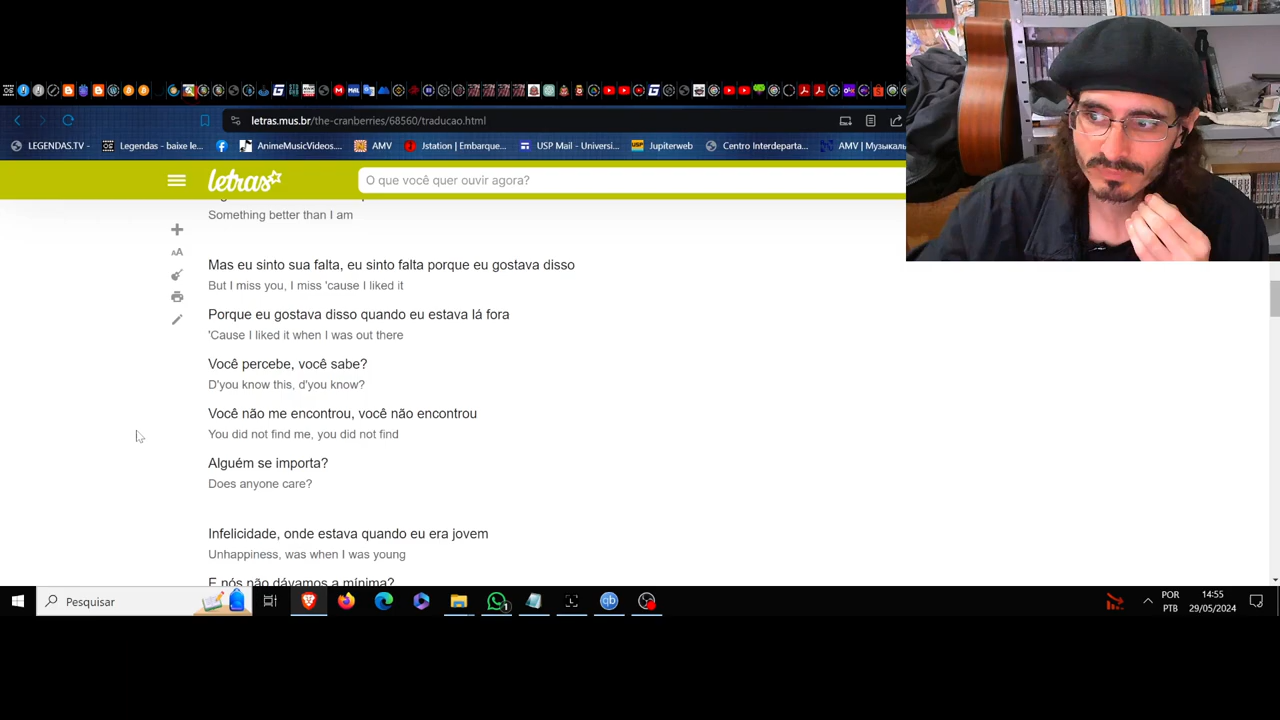 letras.mus.br/the-cranberries/68560/traducao.html
LEGENDAS.TV -
Legendas - baixe le...
AnimeMusicVideos...
AMV
Jstation | Embarque...
USP Mail - Universi...
Jupiterweb
Centro Interdeparta...
AMV | Музыкаль
letras
O que você quer ouvir agora?
Something better than I am
Mas eu sinto sua falta, eu sinto falta porque eu gostava disso
But I miss you, I miss 'cause I liked it
Porque eu gostava disso quando eu estava lá fora
'Cause I liked it when I was out there
Você percebe, você sabe?
D'you know this, d'you know?
Você não me encontrou, você não encontrou
You did not find me, you did not find
Alguém se importa?
Does anyone care?
Infelicidade, onde estava quando eu era jovem
Unhappiness, was when I was young
E nós não dávamos a mínima?
Pesquisar
POR
PTB
14:55
29/05/2024